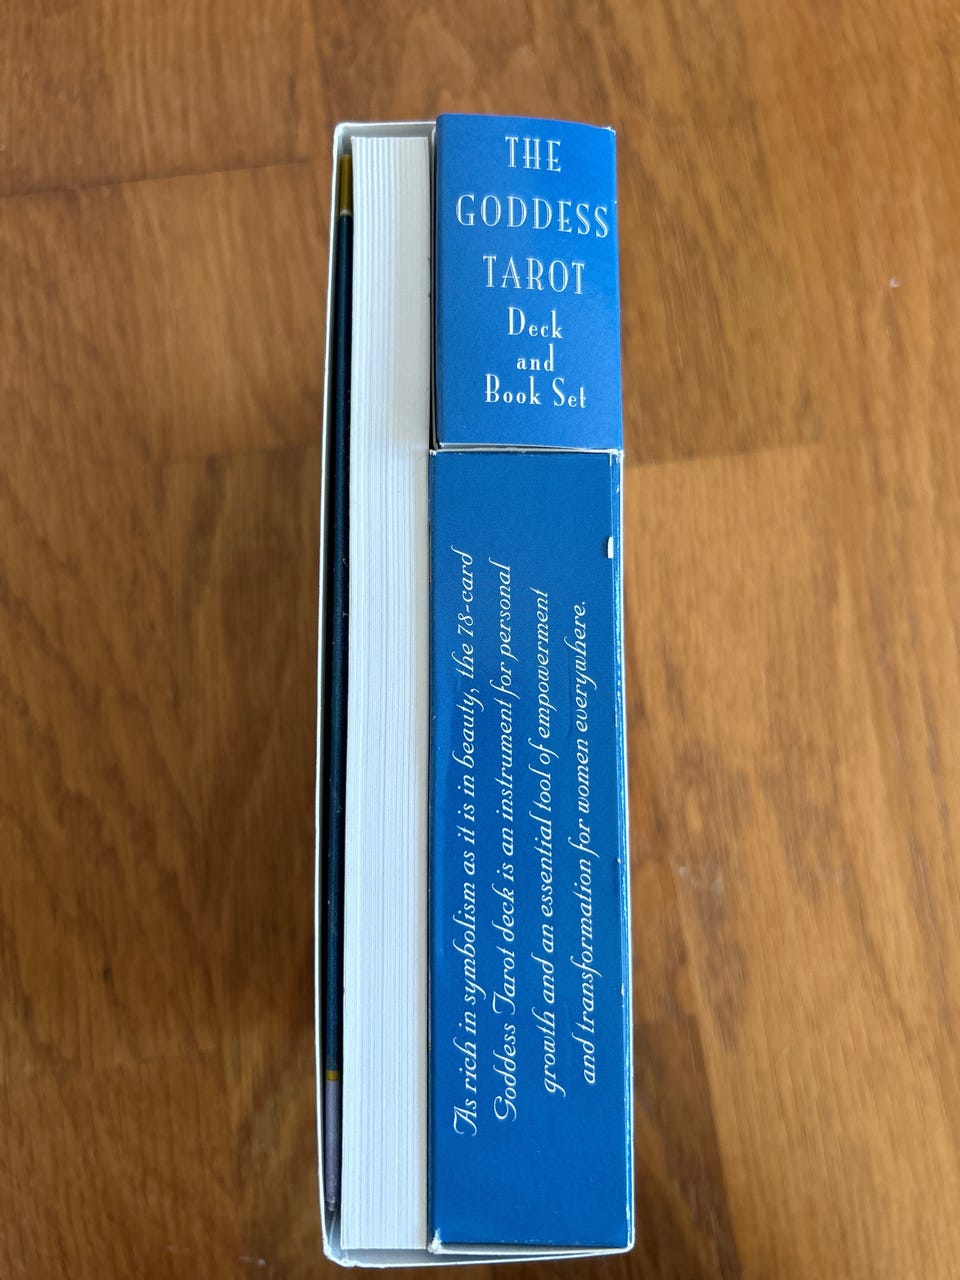 THE
GODDESS
TAROT
Deck
and
Book Set
As rich in symbolism as it is in beauty, the 78-card
Goddess Tarot deck is an instrument for personal
growth and an essential tool of empowerment
and transformation for women everywhere.